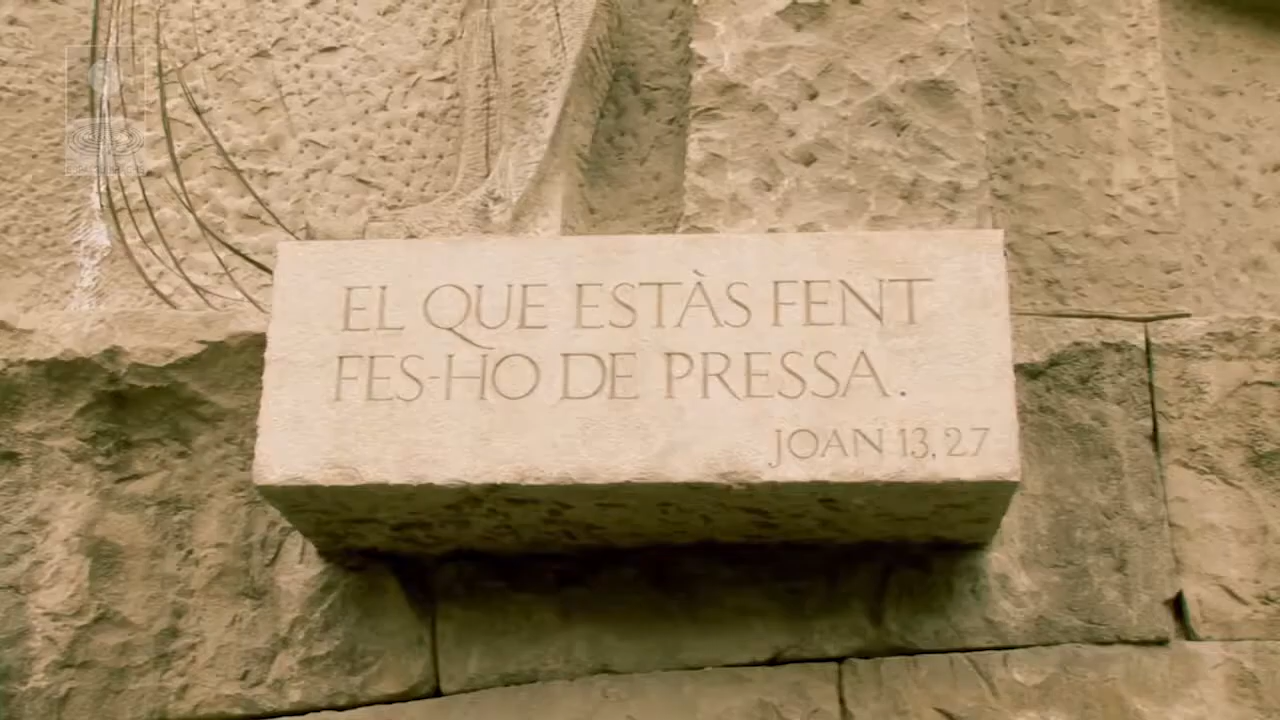 EL QUE ESTÀS FENT
FES-HO DE PRESSA.
JOAN 13,27